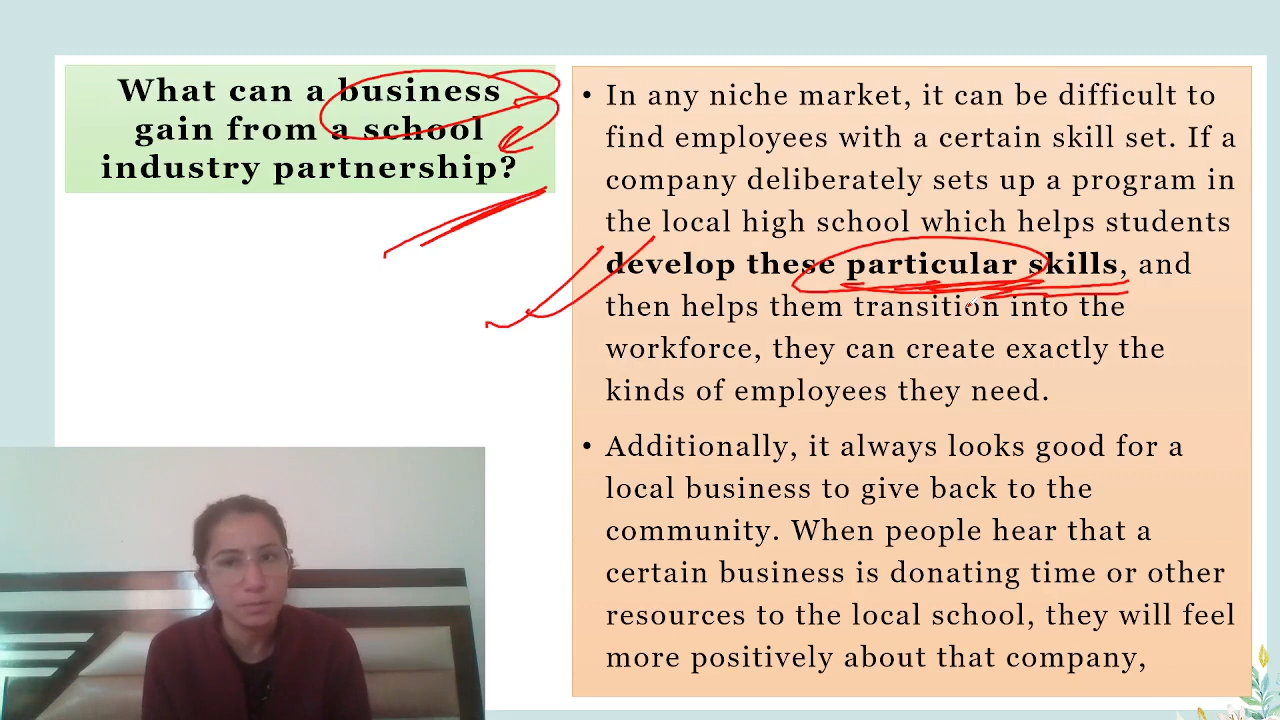 What can a business
gain from a school
industry partnership?
• In any niche market, it can be difficult to
find employees with a certain skill set. If a
company deliberately sets up a program in
the local high school which helps students
develop these particular skills, and
then helps them transition into the
workforce, they can create exactly the
kinds of employees they need.
• Additionally, it always looks good for a
local business to give back to the
community. When people hear that a
certain business is donating time or other
resources to the local school, they will feel
more positively about that company,